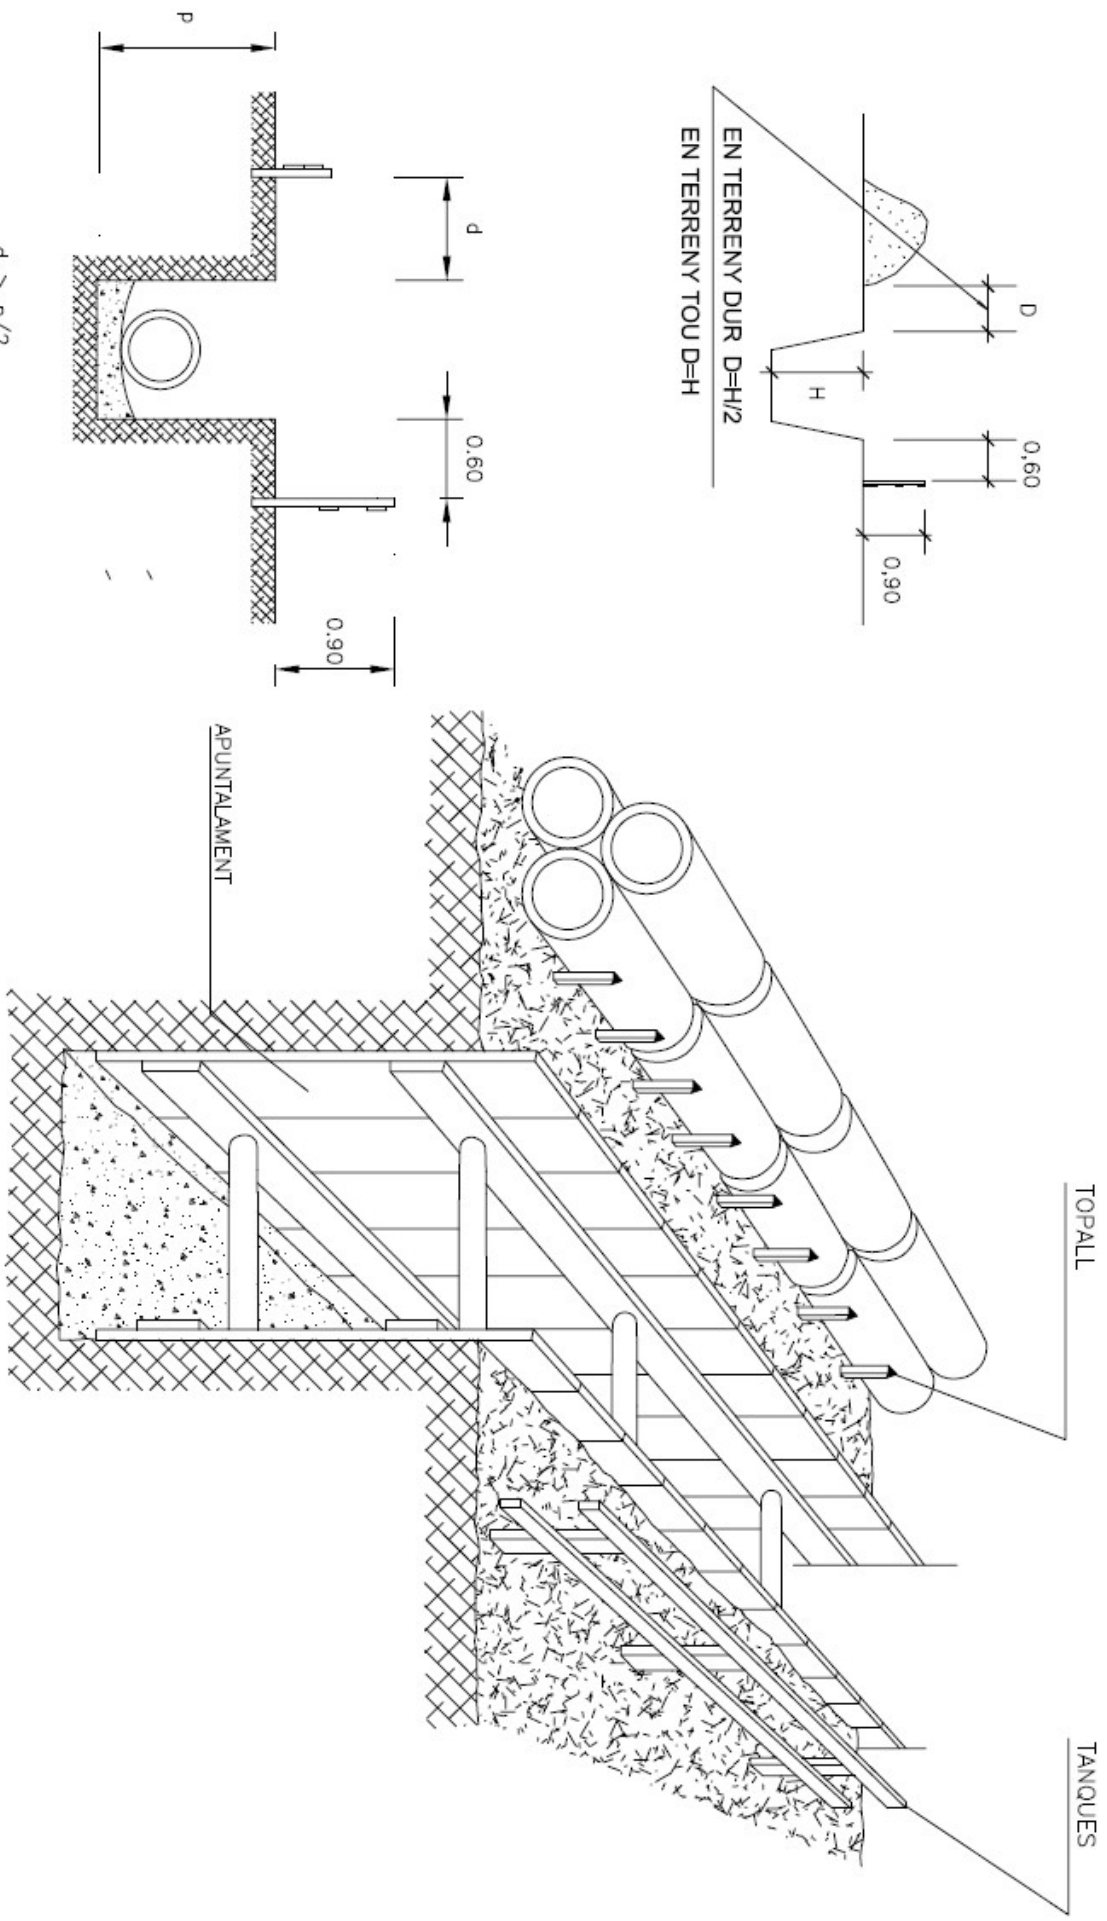 TOPALL
TANQUES
D
0,60
H
0,90
EN TERRENY DUR D=H/2
EN TERRENY TOU D=H
d
0.60
P
0.90
APUNTALAMENT